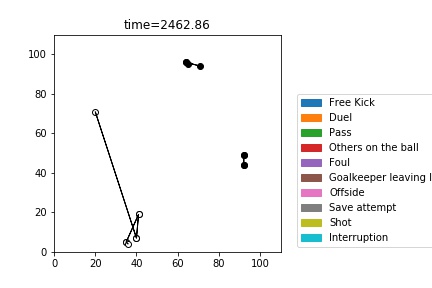 time=2462.86
100
80
60
40
20
0
0 20 40 60 80 100
Free Kick
Duel
Pass
Others on the ball
Foul
Goalkeeper leaving l
Offside
Save attempt
Shot
Interruption